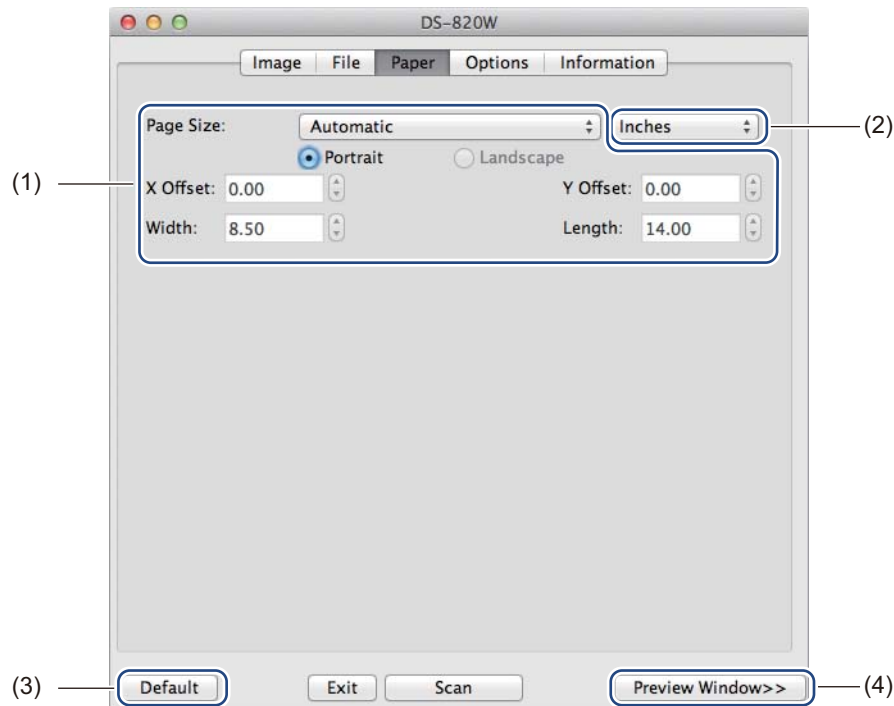 DS-820W
Image File Paper Options Information
Page Size: Automatic Inches (2)
Portrait Landscape
(1) X Offset: 0.00 Y Offset: 0.00
Width: 8.50 Length: 14.00
(3) Default Exit Scan Preview Window>> (4)